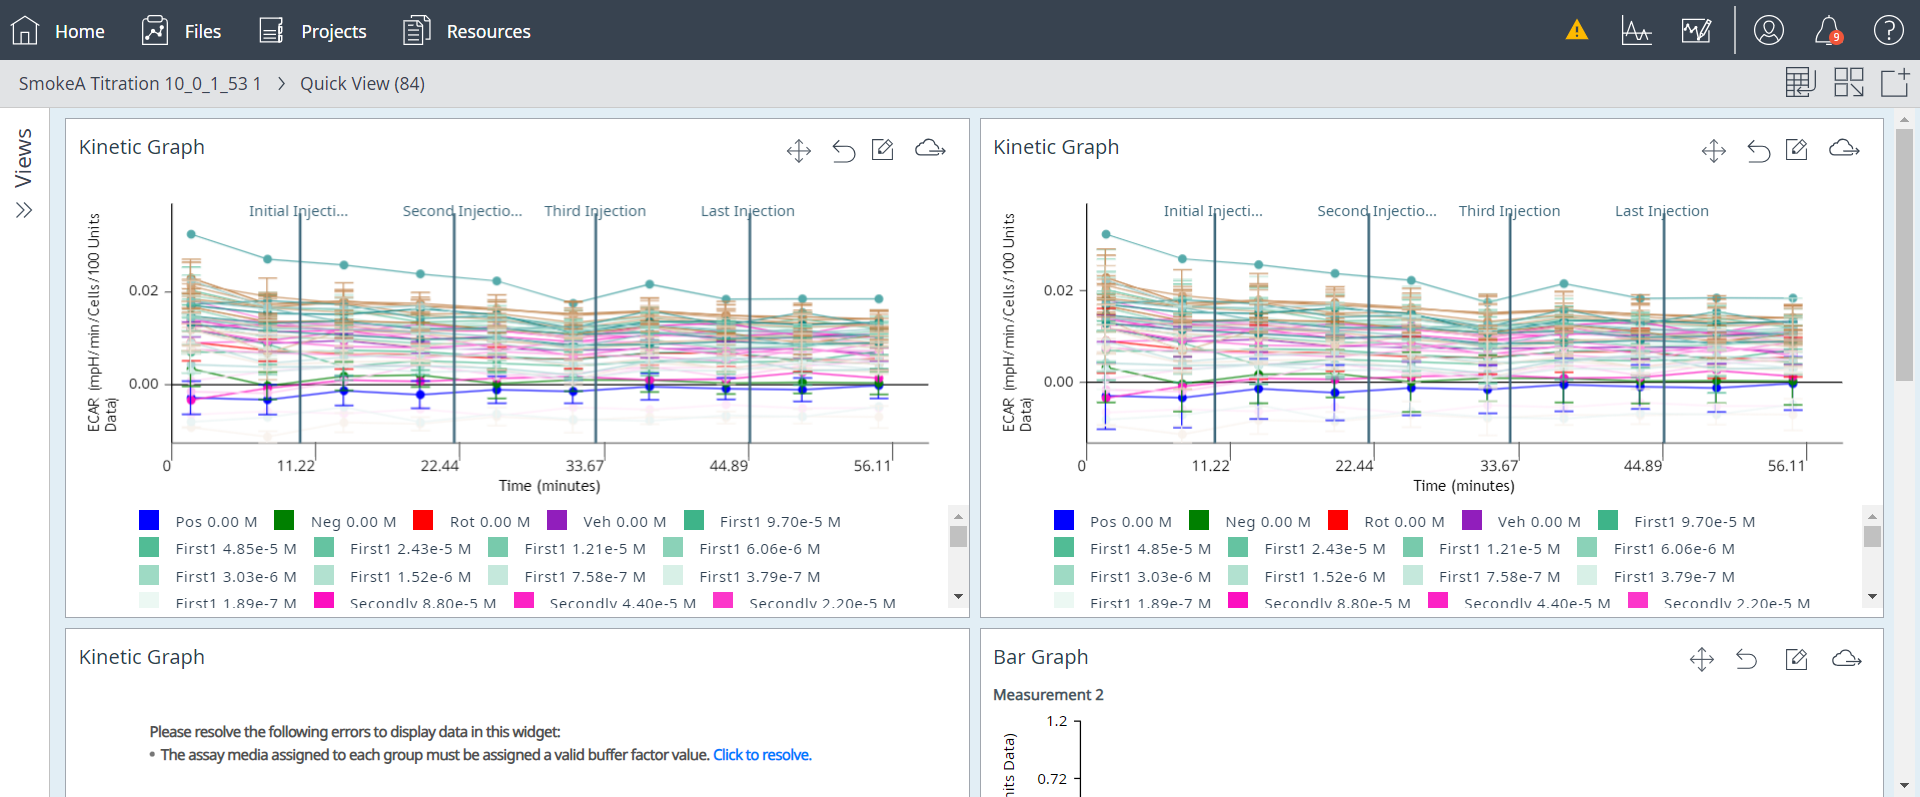 Home Files Projects Resources 9
SmokeA Titration 10_0_1_53 1 > Quick View (84)
Views
Kinetic Graph
Initial Injecti... Second Injectio... Third Injection Last Injection
ECAR (mpH/min/Cells/100 Units Data)
0.02
0.00
0 11.22 22.44 33.67 44.89 56.11
Time (minutes)
Pos 0.00 M Neg 0.00 M Rot 0.00 M Veh 0.00 M First1 9.70e-5 M
First1 4.85e-5 M First1 2.43e-5 M First1 1.21e-5 M First1 6.06e-6 M
First1 3.03e-6 M First1 1.52e-6 M First1 7.58e-7 M First1 3.79e-7 M
First1 1.89e-7 M Secondly 8.80e-5 M Secondly 4.40e-5 M Secondly 2.20e-5 M
Kinetic Graph
Initial Injecti... Second Injectio... Third Injection Last Injection
ECAR (mpH/min/Cells/100 Units Data)
0.02
0.00
0 11.22 22.44 33.67 44.89 56.11
Time (minutes)
Pos 0.00 M Neg 0.00 M Rot 0.00 M Veh 0.00 M First1 9.70e-5 M
First1 4.85e-5 M First1 2.43e-5 M First1 1.21e-5 M First1 6.06e-6 M
First1 3.03e-6 M First1 1.52e-6 M First1 7.58e-7 M First1 3.79e-7 M
First1 1.89e-7 M Secondly 8.80e-5 M Secondly 4.40e-5 M Secondly 2.20e-5 M
Kinetic Graph
Please resolve the following errors to display data in this widget:
• The assay media assigned to each group must be assigned a valid buffer factor value. Click to resolve.
Bar Graph
Measurement 2
1.2
0.72
nits Data)